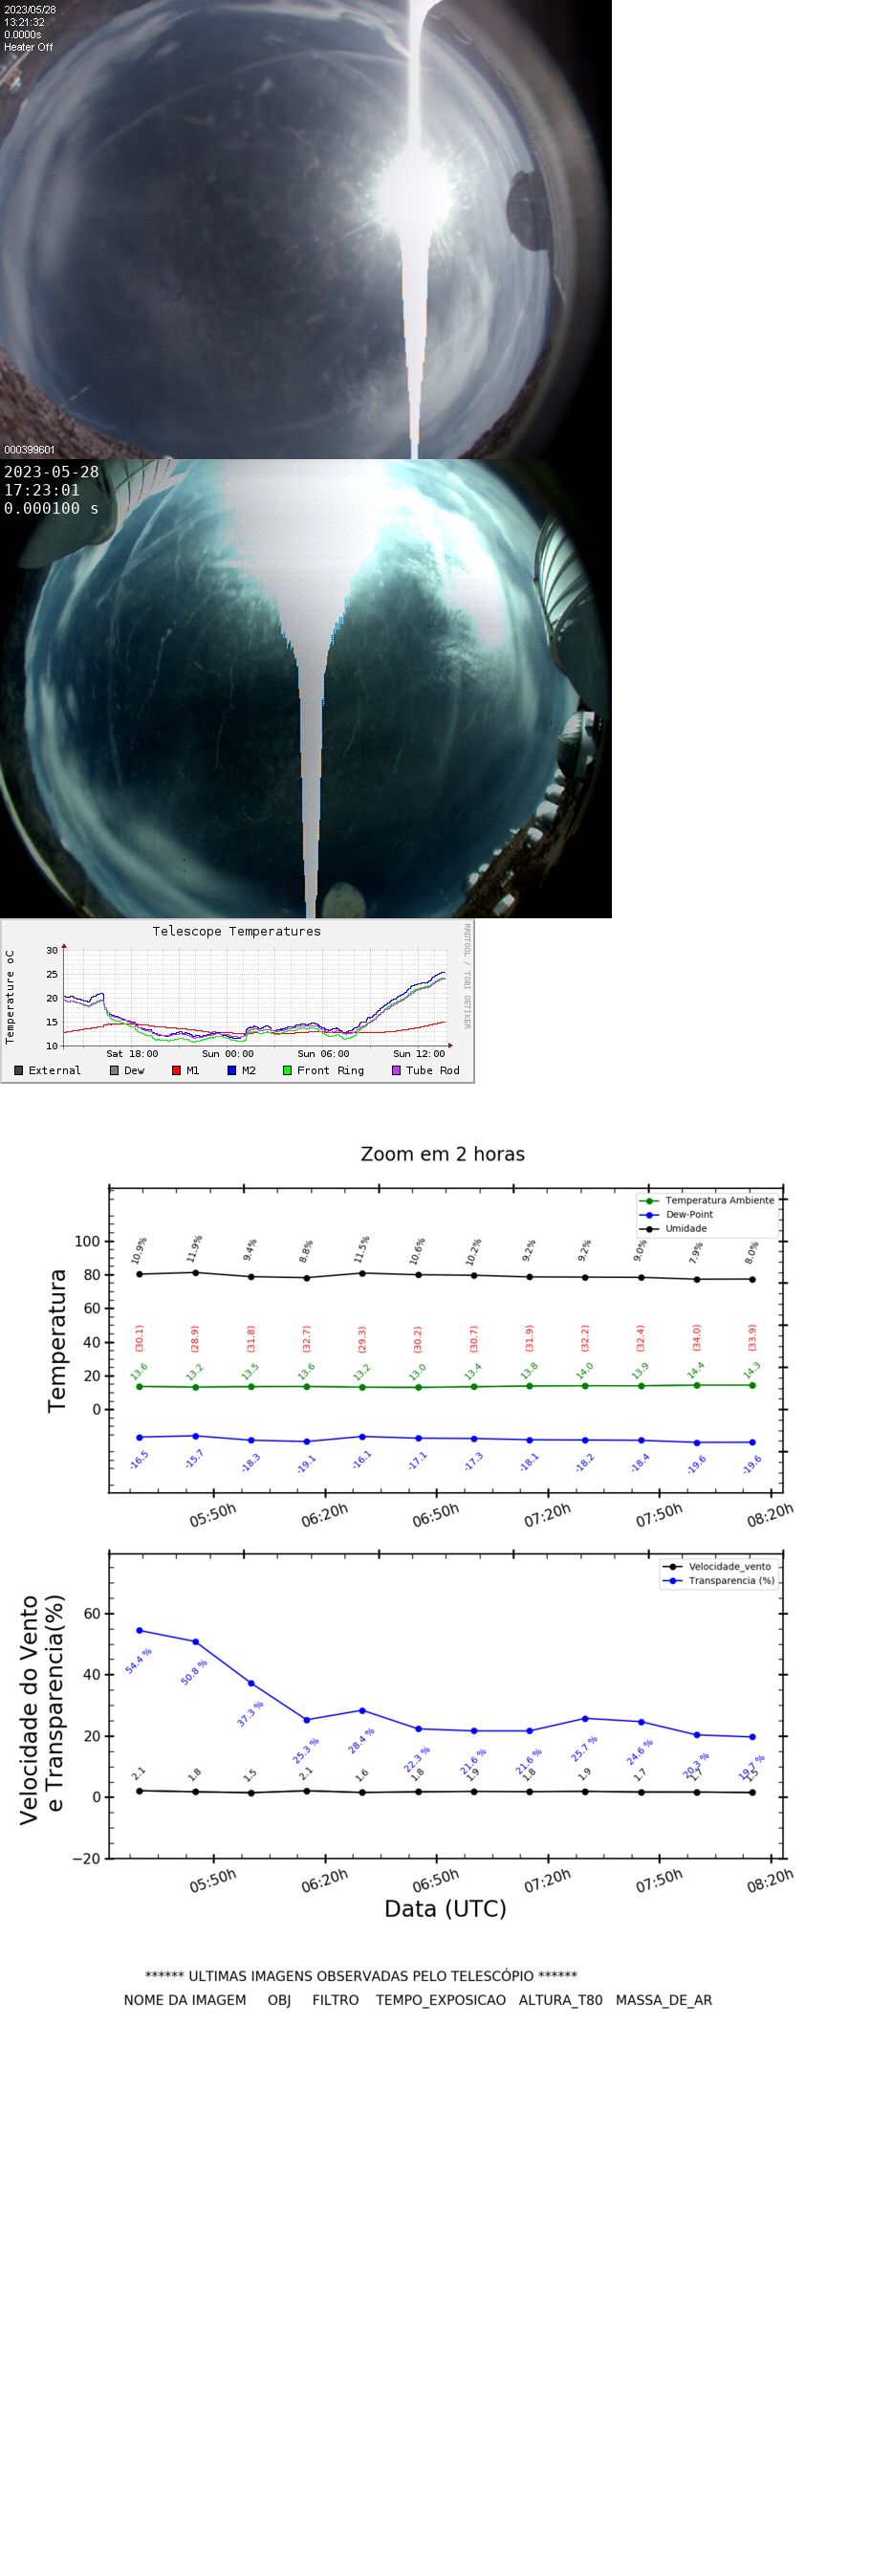 2023/05/28
13:21:32
0.0000s
Heater Off
000399601
2023-05-28
17:23:01
0.000100 s
Telescope Temperatures
RRDTOOL / TOBI OETIKER
Temperature oC
30
25
20
15
10
Sat 18:00 Sun 00:00 Sun 06:00 Sun 12:00
External Dew M1 M2 Front Ring Tube Rod
Zoom em 2 horas
Temperatura Ambiente
Dew-Point
Umidade
Temperatura
100
80
60
40
20
0
10.9% 11.9% 9.4% 8.8% 11.5% 10.6% 10.2% 9.2% 9.2% 9.0% 7.9% 8.0%
(30.1) (28.9) (31.8) (32.7) (29.3) (30.2) (30.7) (31.9) (32.2) (32.4) (34.0) (33.9)
13.6 13.2 13.5 13.6 13.2 13.0 13.4 13.8 14.0 13.9 14.4 14.3
-16.5 -15.7 -18.3 -19.1 -16.1 -17.1 -17.3 -18.1 -18.2 -18.4 -19.6 -19.6
05:50h 06:20h 06:50h 07:20h 07:50h 08:20h
Velocidade_vento
Transparencia (%)
Velocidade do Vento
e Transparencia(%)
60
40
20
0
−20
54.4 % 50.8 % 37.3 % 25.3 % 28.4 % 22.3 % 21.6 % 21.6 % 25.7 % 24.6 % 20.3 % 19.7 %
2.1 1.8 1.5 2.1 1.6 1.8 1.9 1.8 1.9 1.7 1.7 1.5
05:50h 06:20h 06:50h 07:20h 07:50h 08:20h
Data (UTC)
****** ULTIMAS IMAGENS OBSERVADAS PELO TELESCÓPIO ******
NOME DA IMAGEM OBJ FILTRO TEMPO_EXPOSICAO ALTURA_T80 MASSA_DE_AR